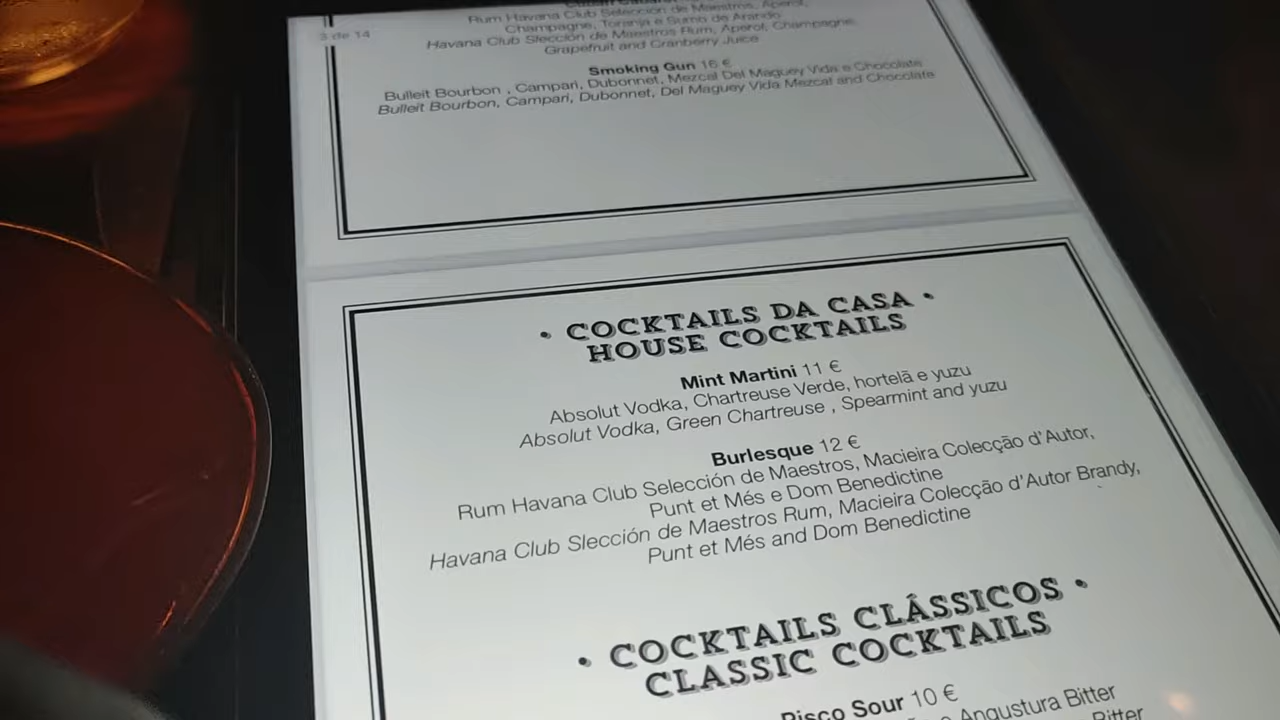 3 de 14
Rum Havana Club Selección de Maestros, Aperol,
Champagne, Toranja e Sumo de Arando
Havana Club Slección de Maestros Rum, Aperol, Champagne,
Grapefruit and Cranberry Juice
Smoking Gun 16 €
Bulleit Bourbon , Campari, Dubonnet, Mezcal Del Maguey Vida e Chocolate
Bulleit Bourbon, Campari, Dubonnet, Del Maguey Vida Mezcal and Chocolate
• COCKTAILS DA CASA •
HOUSE COCKTAILS
Mint Martini 11 €
Absolut Vodka, Chartreuse Verde, hortelã e yuzu
Absolut Vodka, Green Chartreuse , Spearmint and yuzu
Burlesque 12 €
Rum Havana Club Selección de Maestros, Macieira Colecção d'Autor,
Punt et Més e Dom Benedictine
Havana Club Slección de Maestros Rum, Macieira Colecção d'Autor Brandy,
Punt et Més and Dom Benedictine
• COCKTAILS CLÁSSICOS •
CLASSIC COCKTAILS
Pisco Sour 10 €
e Angustura Bitter
Bitter